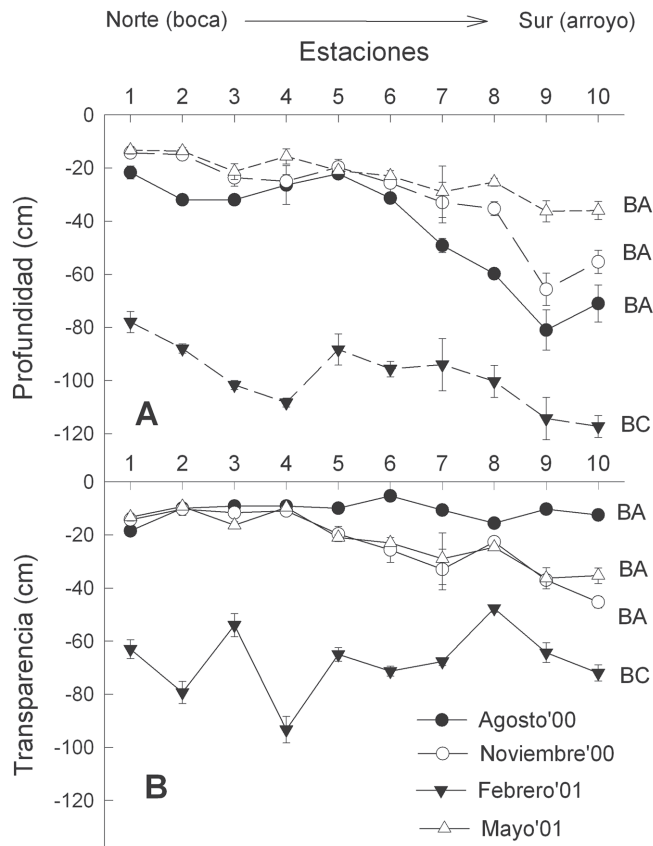 Norte (boca) Sur (arroyo)
Estaciones
1 2 3 4 5 6 7 8 9 10
0
-20
-40
-60
-80
-100
-120
Profundidad (cm)
BA
BA
BA
BC
A
1 2 3 4 5 6 7 8 9 10
0
-20
-40
-60
-80
-100
-120
Transparencia (cm)
BA
BA
BA
BC
B
Agosto'00
Noviembre'00
Febrero'01
Mayo'01